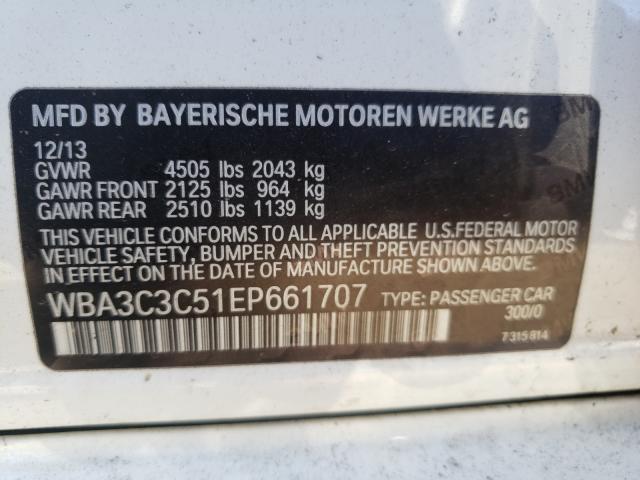 MFD BY BAYERISCHE MOTOREN WERKE AG
12/13
GVWR 4505 lbs 2043 kg
GAWR FRONT 2125 lbs 964 kg
GAWR REAR 2510 lbs 1139 kg
THIS VEHICLE CONFORMS TO ALL APPLICABLE U.S.FEDERAL MOTOR
VEHICLE SAFETY, BUMPER AND THEFT PREVENTION STANDARDS
IN EFFECT ON THE DATE OF MANUFACTURE SHOWN ABOVE.
WBA3C3C51EP661707 TYPE: PASSENGER CAR
300/0
7315814
BMW
BMW